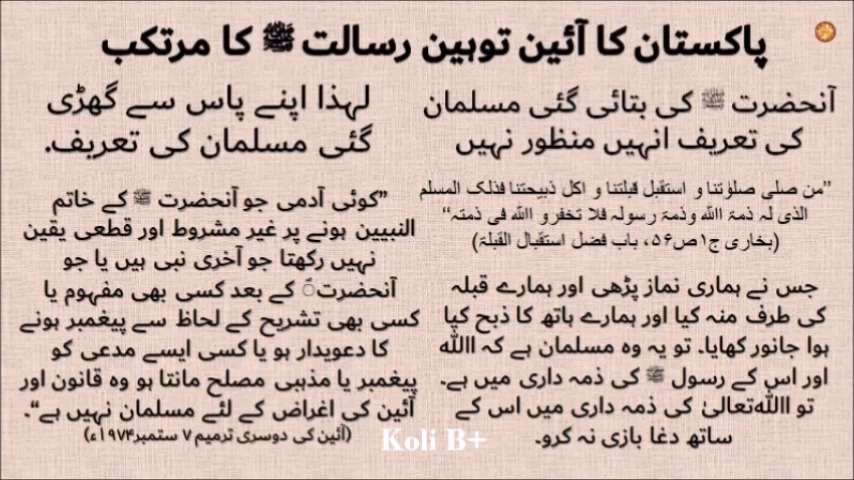 پاکستان کا آئین توہین رسالت ﷺ کا مرتکب
آنحضرت ﷺ کی بتائی گئی مسلمان
کی تعریف انہیں منظور نہیں
”من صلی صلوٰتنا و استقبل قبلتنا و اکل ذبیحتنا فذلک المسلم
الذی لہ ذمۃ اللہ وذمۃ رسولہ فلا تخفرو اللہ فی ذمتہ“
(بخاری ج۱ص۵۶، باب فضل استقبال القبلۃ)
جس نے ہماری نماز پڑھی اور ہمارے قبلہ
کی طرف منہ کیا اور ہمارے ہاتھ کا ذبح کیا
ہوا جانور کھایا۔ تو یہ وہ مسلمان ہے کہ اللہ
اور اس کے رسول ﷺ کی ذمہ داری میں ہے۔
تو اللہتعالیٰ کی ذمہ داری میں اس کے
ساتھ دغا بازی نہ کرو۔
لہذا اپنے پاس سے گھڑی
گئی مسلمان کی تعریف.
”کوئی آدمی جو آنحضرت ﷺ کے خاتم
النبیین ہونے پر غیر مشروط اور قطعی یقین
نہیں رکھتا جو آخری نبی ہیں یا جو
آنحضرتؐ کے بعد کسی بھی مفہوم یا
کسی بھی تشریح کے لحاظ سے پیغمبر ہونے
کا دعویدار ہو یا کسی ایسے مدعی کو
پیغمبر یا مذہبی مصلح مانتا ہو وہ قانون اور
آئین کی اغراض کے لئے مسلمان نہیں ہے“۔
(آئین کی دوسری ترمیم ۷ ستمبر۱۹۷۴ء)
Koli B+